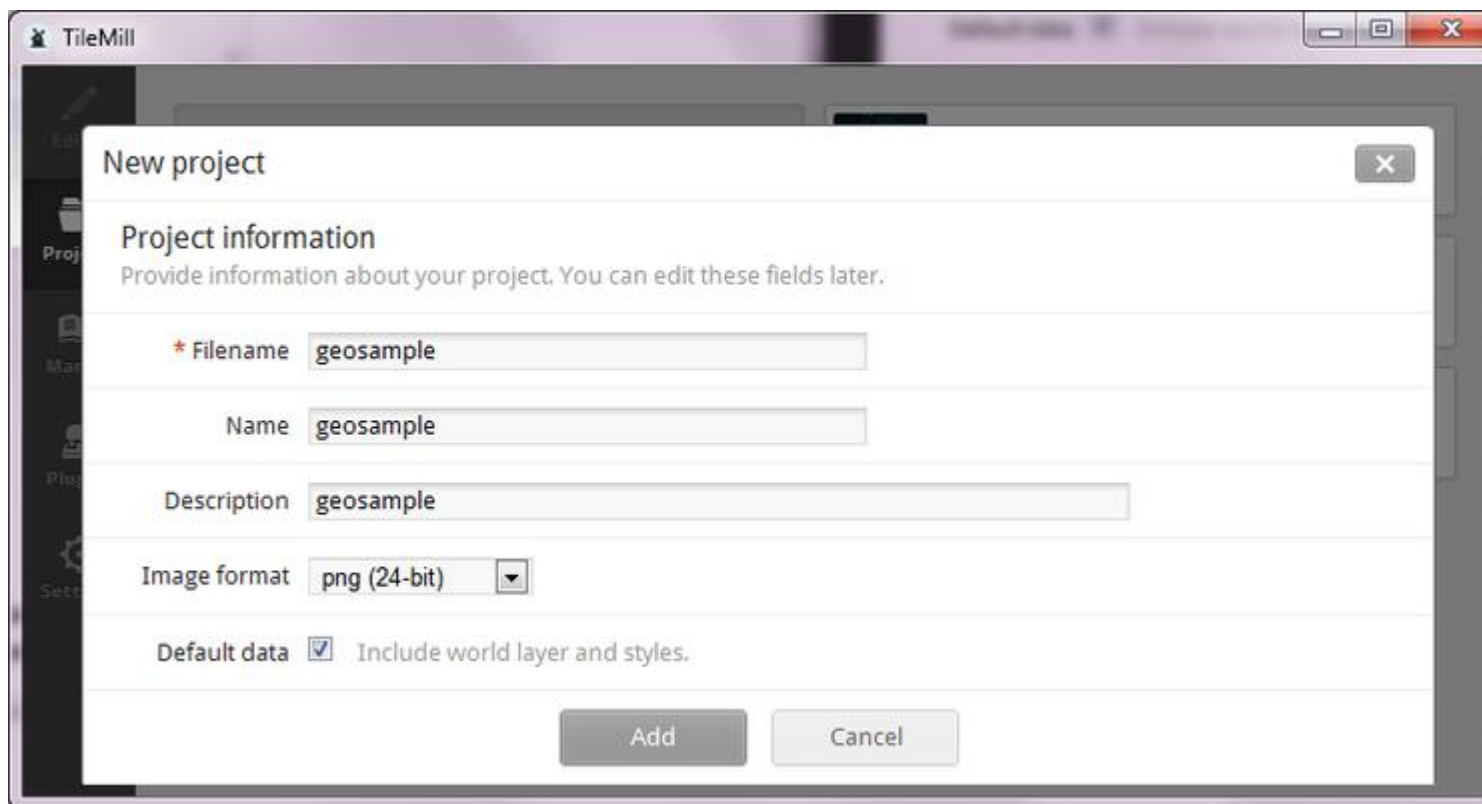 TileMill
New project
Project information
Provide information about your project. You can edit these fields later.
* Filename geosample
Name geosample
Description geosample
Image format png (24-bit)
Default data Include world layer and styles.
Add Cancel